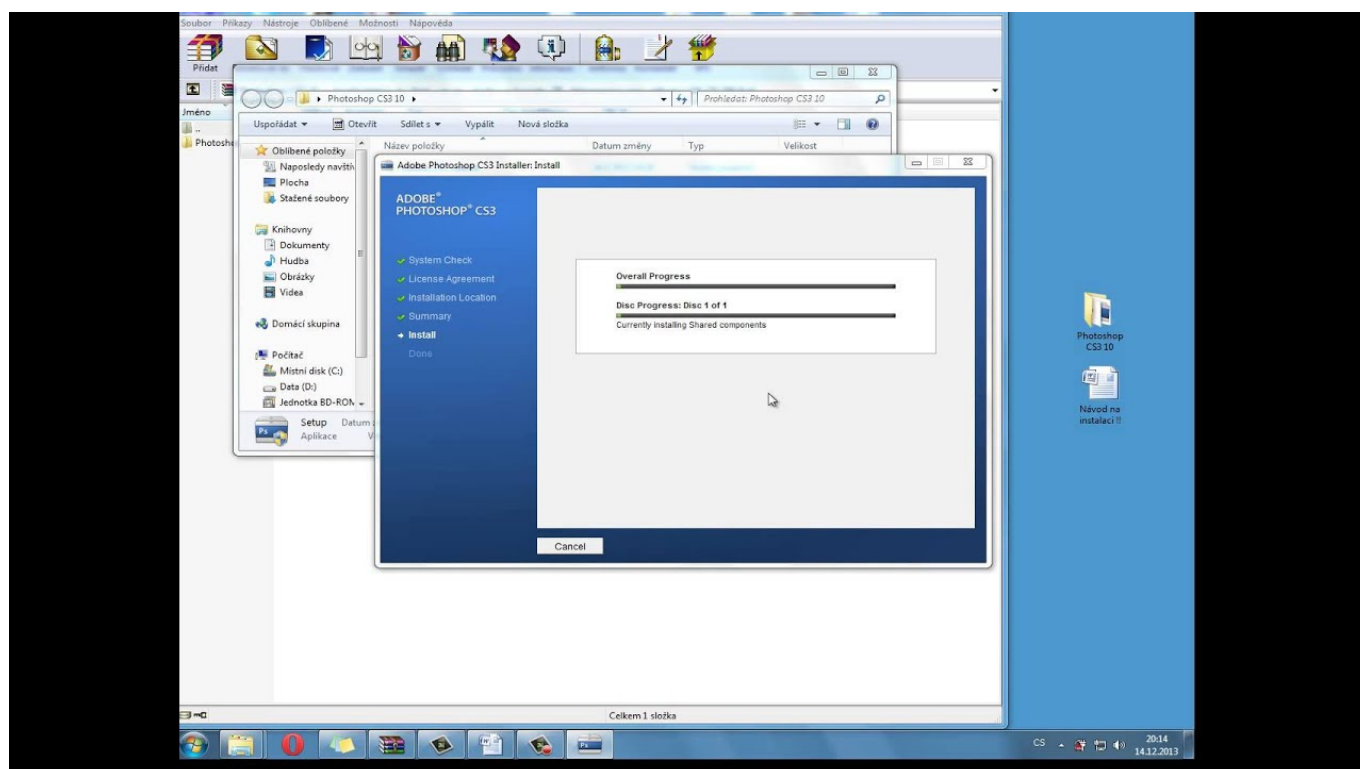 Soubor Příkazy Nástroje Oblíbené Možnosti Nápověda
Přidat
Photoshop CS3 10
Prohledat: Photoshop CS3 10
Jméno
Uspořádat Otevřít Sdílet s Vypálit Nová složka
..
Název položky Datum změny Typ Velikost
Oblíbené položky
Naposledy navštív
Plocha
Stažené soubory
Knihovny
Dokumenty
Hudba
Obrázky
Videa
Domácí skupina
Počítač
Místní disk (C:)
Data (D:)
Jednotka BD-ROM
Setup Datum
Aplikace
Adobe Photoshop CS3 Installer: Install
ADOBE®
PHOTOSHOP® CS3
System Check
License Agreement
Installation Location
Summary
Install
Done
Overall Progress
Disc Progress: Disc 1 of 1
Currently installing Shared components
Cancel
Photoshop
CS3 10
Návod na
instalaci !!
Celkem 1 složka
CS
20:14
14.12.2013